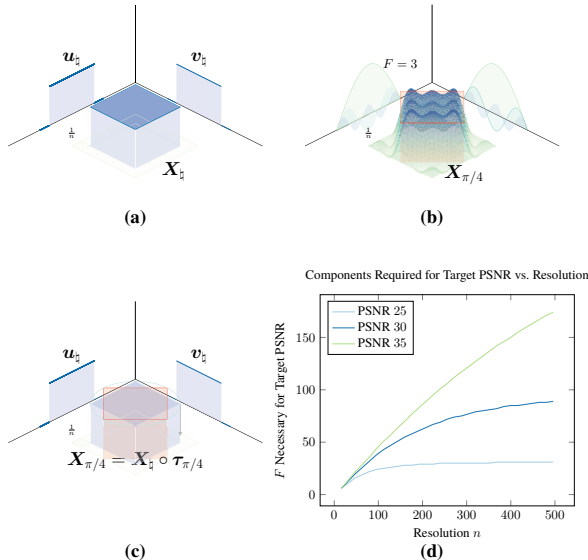 u♮ v♮
1/n
X♮
(a)
F = 3
1/n
X_{π/4}
(b)
u♮ v♮
1/n
X_{π/4} = X♮ ∘ τ_{π/4}
(c)
Components Required for Target PSNR vs. Resolution
PSNR 25
PSNR 30
PSNR 35
F Necessary for Target PSNR
150
100
50
0
0 100 200 300 400 500
Resolution n
(d)